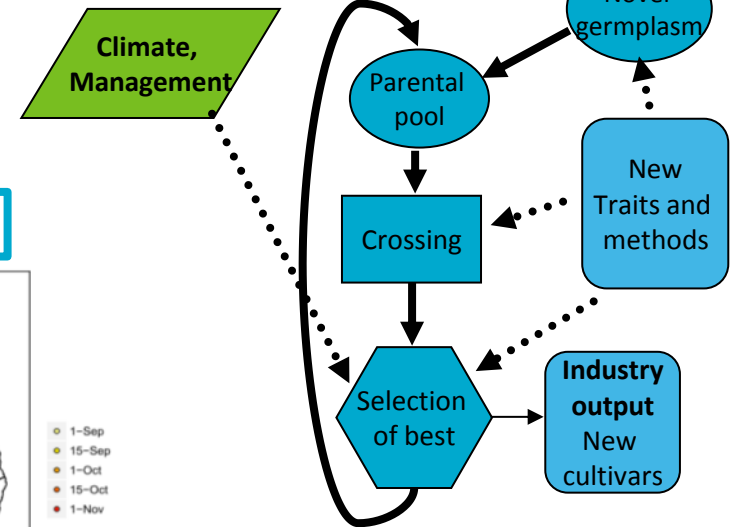 germplasm
Climate,
Management
Parental
pool
New
Traits and
methods
Crossing
Selection
of best
Industry
output
New
cultivars
1-Sep
15-Sep
1-Oct
15-Oct
1-Nov